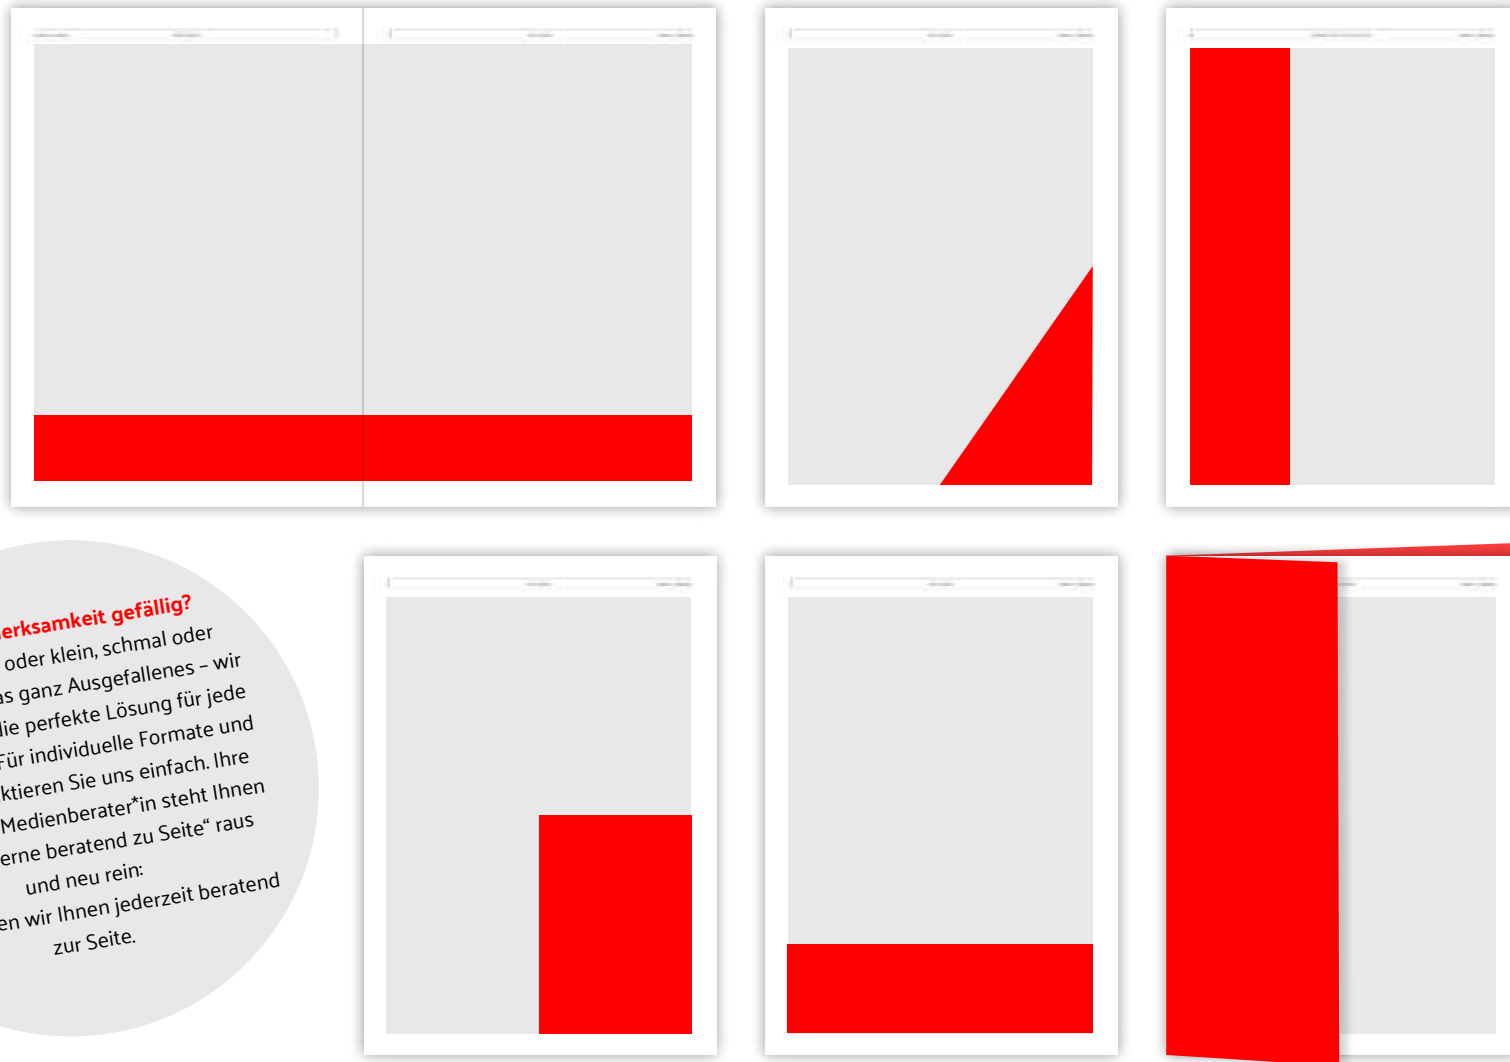 erksamkeit gefällig?
oder klein, schmal oder
as ganz Ausgefallenes – wir
die perfekte Lösung für jede
Für individuelle Formate und
ktieren Sie uns einfach. Ihre
Medienberater*in steht Ihnen
erne beratend zu Seite“ raus
und neu rein:
en wir Ihnen jederzeit beratend
zur Seite.